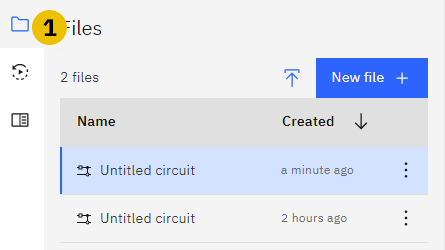 1 Files
2 files New file +
Name Created
Untitled circuit a minute ago
Untitled circuit 2 hours ago